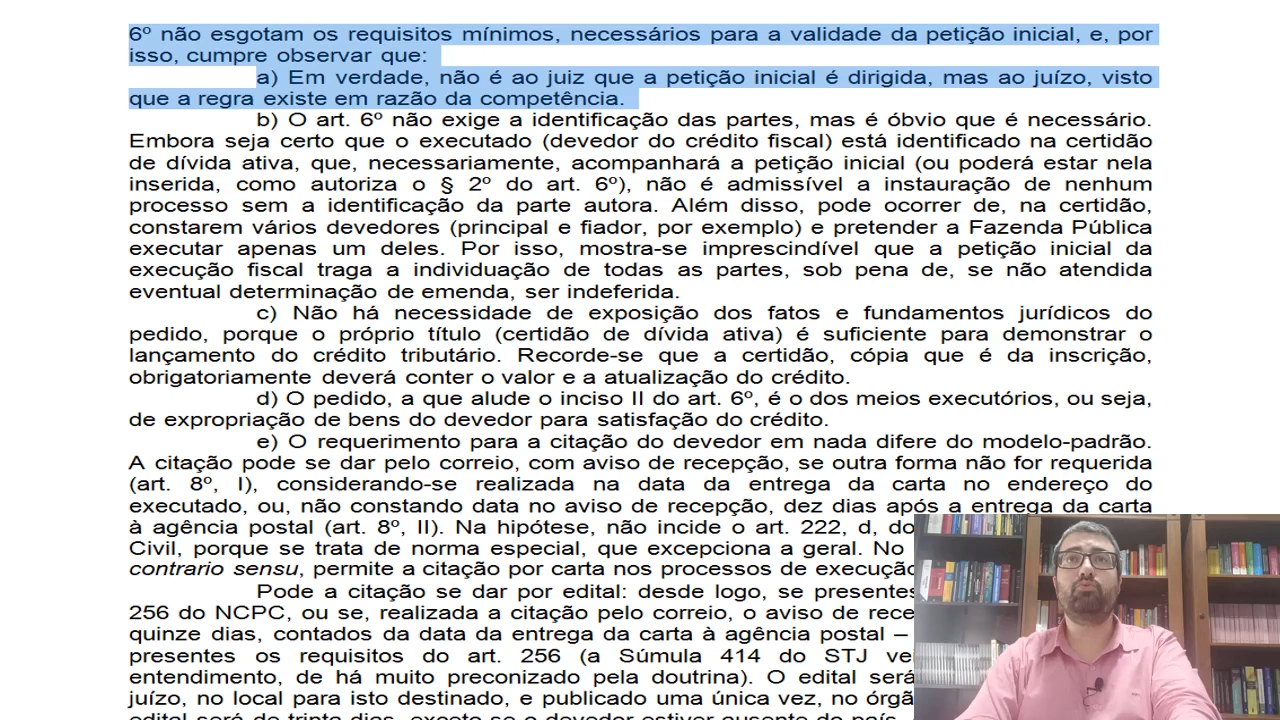 6º não esgotam os requisitos mínimos, necessários para a validade da petição inicial, e, por
isso, cumpre observar que:
a) Em verdade, não é ao juiz que a petição inicial é dirigida, mas ao juízo, visto
que a regra existe em razão da competência.
b) O art. 6º não exige a identificação das partes, mas é óbvio que é necessário.
Embora seja certo que o executado (devedor do crédito fiscal) está identificado na certidão
de dívida ativa, que, necessariamente, acompanhará a petição inicial (ou poderá estar nela
inserida, como autoriza o § 2º do art. 6º), não é admissível a instauração de nenhum
processo sem a identificação da parte autora. Além disso, pode ocorrer de, na certidão,
constarem vários devedores (principal e fiador, por exemplo) e pretender a Fazenda Pública
executar apenas um deles. Por isso, mostra-se imprescindível que a petição inicial da
execução fiscal traga a individuação de todas as partes, sob pena de, se não atendida
eventual determinação de emenda, ser indeferida.
c) Não há necessidade de exposição dos fatos e fundamentos jurídicos do
pedido, porque o próprio título (certidão de dívida ativa) é suficiente para demonstrar o
lançamento do crédito tributário. Recorde-se que a certidão, cópia que é da inscrição,
obrigatoriamente deverá conter o valor e a atualização do crédito.
d) O pedido, a que alude o inciso II do art. 6º, é o dos meios executórios, ou seja,
de expropriação de bens do devedor para satisfação do crédito.
e) O requerimento para a citação do devedor em nada difere do modelo-padrão.
A citação pode se dar pelo correio, com aviso de recepção, se outra forma não for requerida
(art. 8º, I), considerando-se realizada na data da entrega da carta no endereço do
executado, ou, não constando data no aviso de recepção, dez dias após a entrega da carta
à agência postal (art. 8º, II). Na hipótese, não incide o art. 222, d, do
Civil, porque se trata de norma especial, que excepciona a geral. No
contrario sensu, permite a citação por carta nos processos de execução
Pode a citação se dar por edital: desde logo, se presentes
256 do NCPC, ou se, realizada a citação pelo correio, o aviso de rece
quinze dias, contados da data da entrega da carta à agência postal –
presentes os requisitos do art. 256 (a Súmula 414 do STJ ve
entendimento, de há muito preconizado pela doutrina). O edital será
juízo, no local para isto destinado, e publicado uma única vez, no órgã
edital será de trinta dias, exceto se o devedor estiver ausente do país,